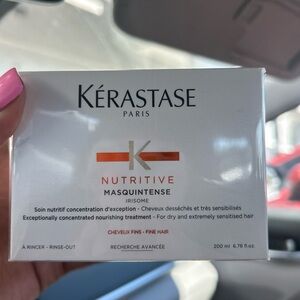 KÉRASTASE
PARIS
K
NUTRITIVE
MASQUINTENSE
IRISOME
Soin nutritif concentration d'exception - Cheveux desséchés et très sensibilisés
Exceptionally concentrated nourishing treatment - For dry and extremely sensitised hair
CHEVEUX FINS - FINE HAIR
À RINCER - RINSE-OUT
RECHERCHE AVANCÉE
200 ml 6.76 fl.oz.